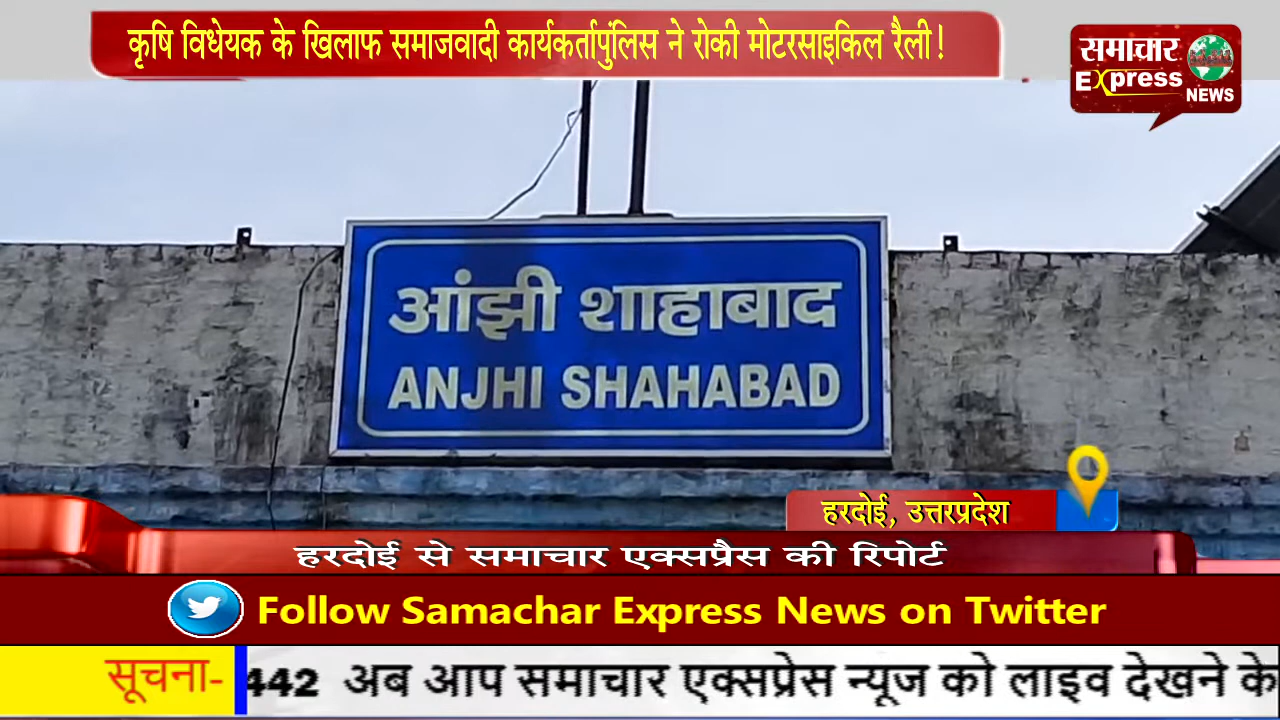 कृषि विधेयक के खिलाफ समाजवादी कार्यकर्तापुंलिस ने रोकी मोटरसाइकिल रैली!
समाच्रार
Express
NEWS
आंझी शाहाबाद
ANJHI SHAHABAD
हरदोई, उत्तरप्रदेश
हरदोई से समाचार एक्सप्रैस की रिपोर्ट
Follow Samachar Express News on Twitter
सूचना- 442 अब आप समाचार एक्सप्रेस न्यूज को लाइव देखने के